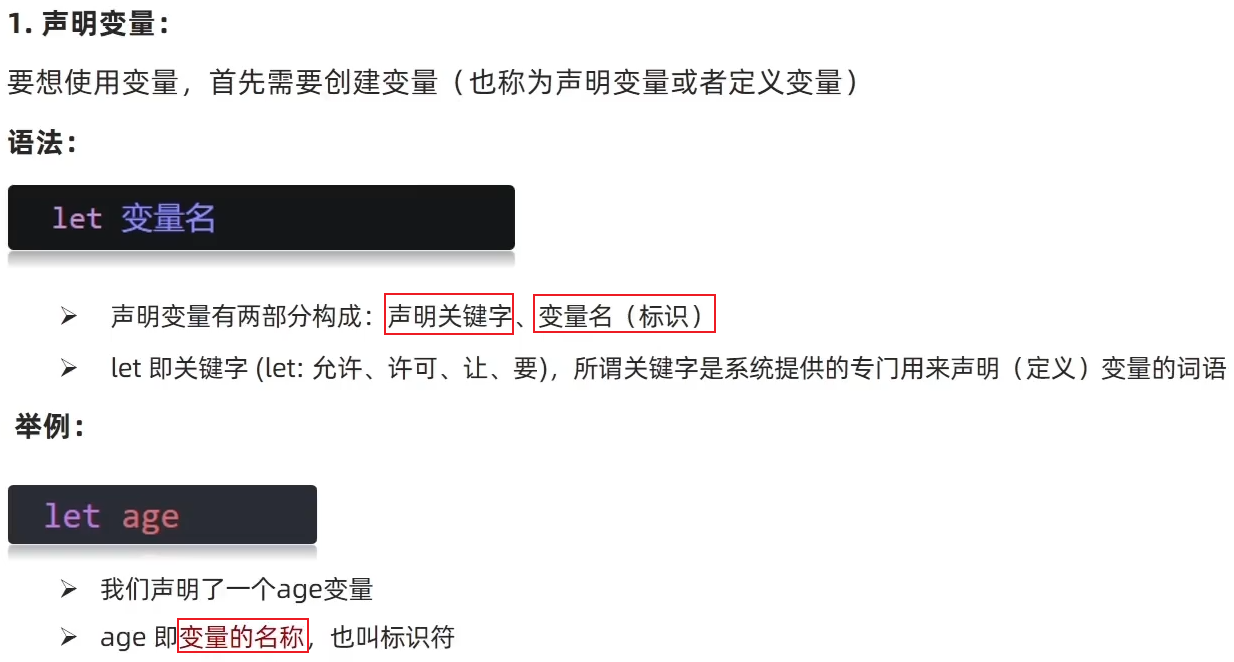 1. 声明变量：
要想使用变量，首先需要创建变量（也称为声明变量或者定义变量）
语法：
let 变量名
➢ 声明变量有两部分构成：声明关键字、变量名（标识）
➢ let 即关键字 (let: 允许、许可、让、要)，所谓关键字是系统提供的专门用来声明（定义）变量的词语
举例：
let age
➢ 我们声明了一个age变量
➢ age 即变量的名称，也叫标识符